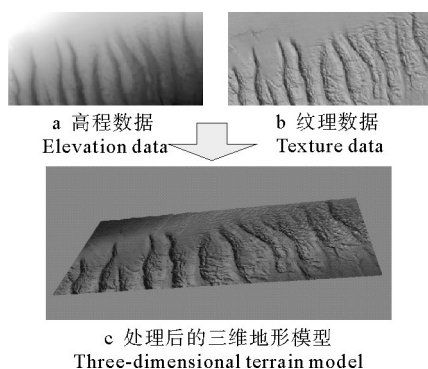 a 高程数据
Elevation data
b 纹理数据
Texture data
c 处理后的三维地形模型
Three-dimensional terrain model